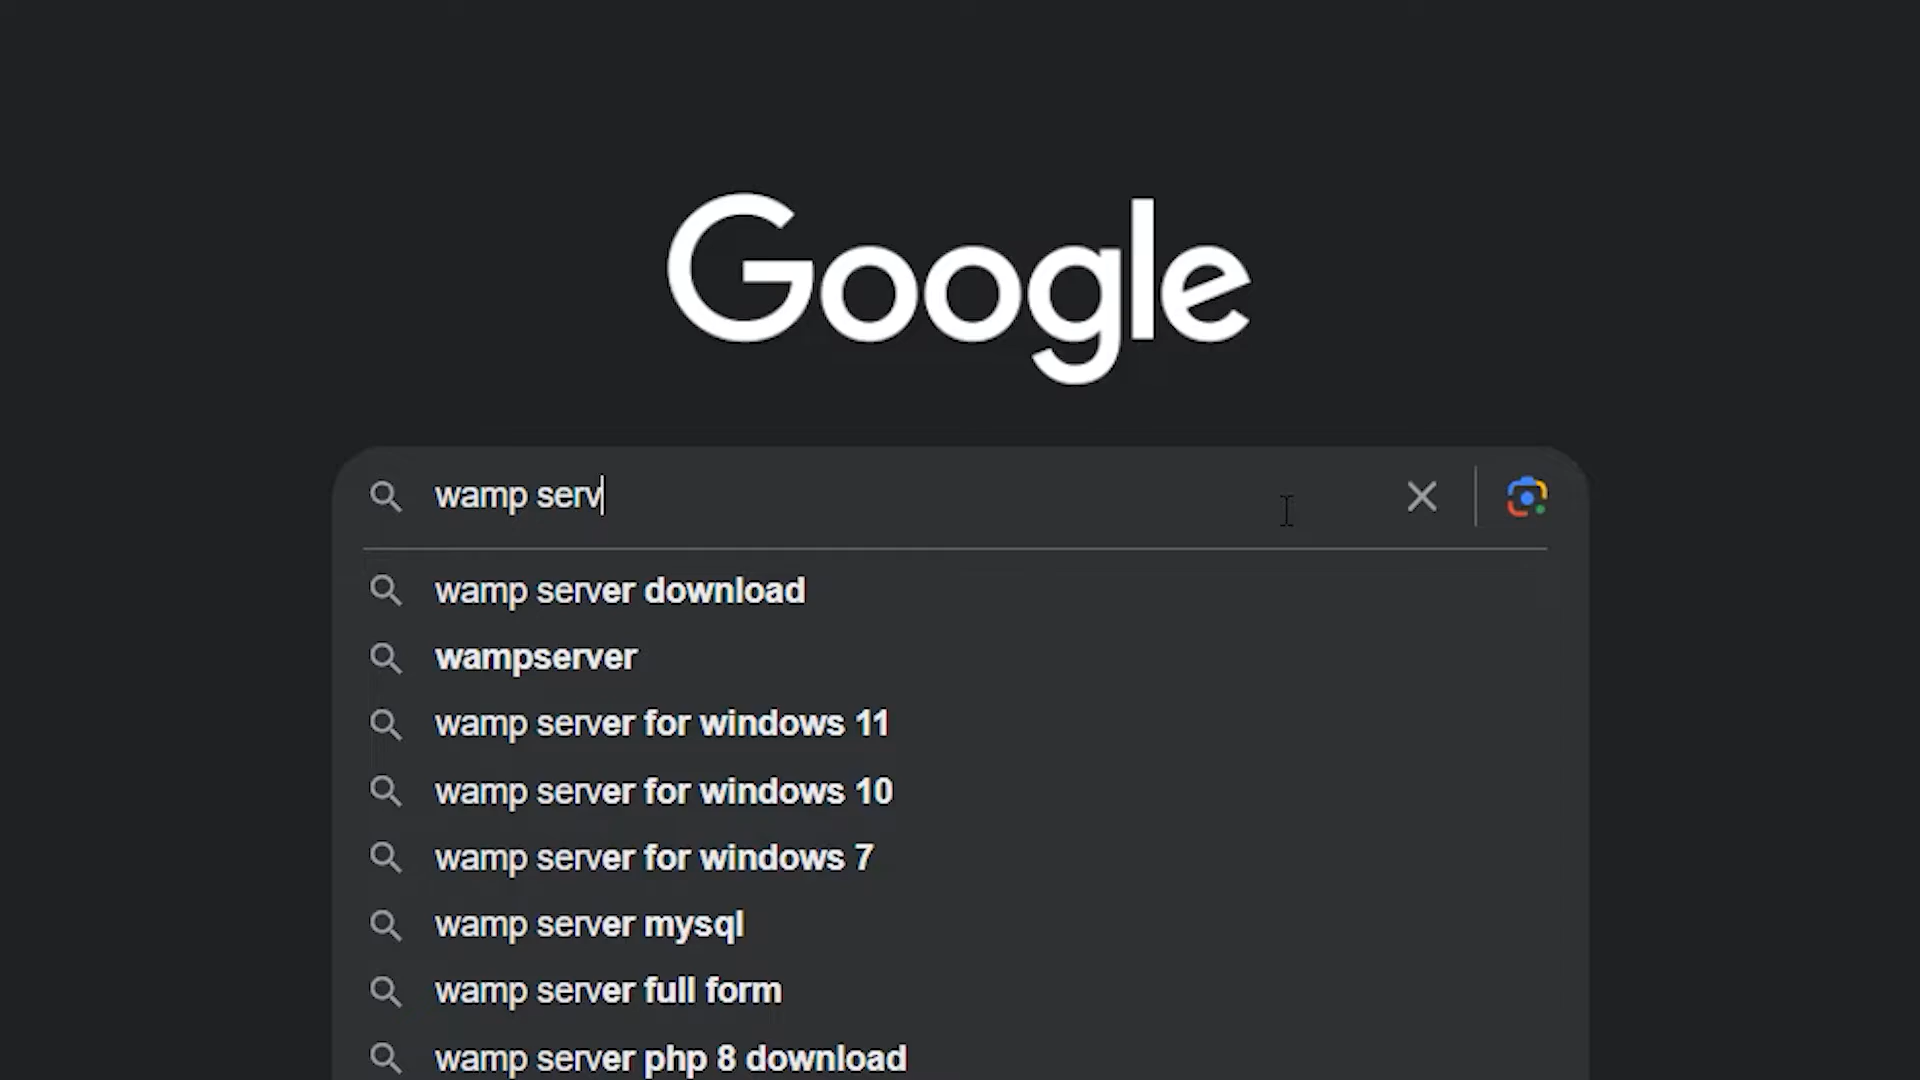 Google
wamp serv
wamp server download
wampserver
wamp server for windows 11
wamp server for windows 10
wamp server for windows 7
wamp server mysql
wamp server full form
wamp server php 8 download